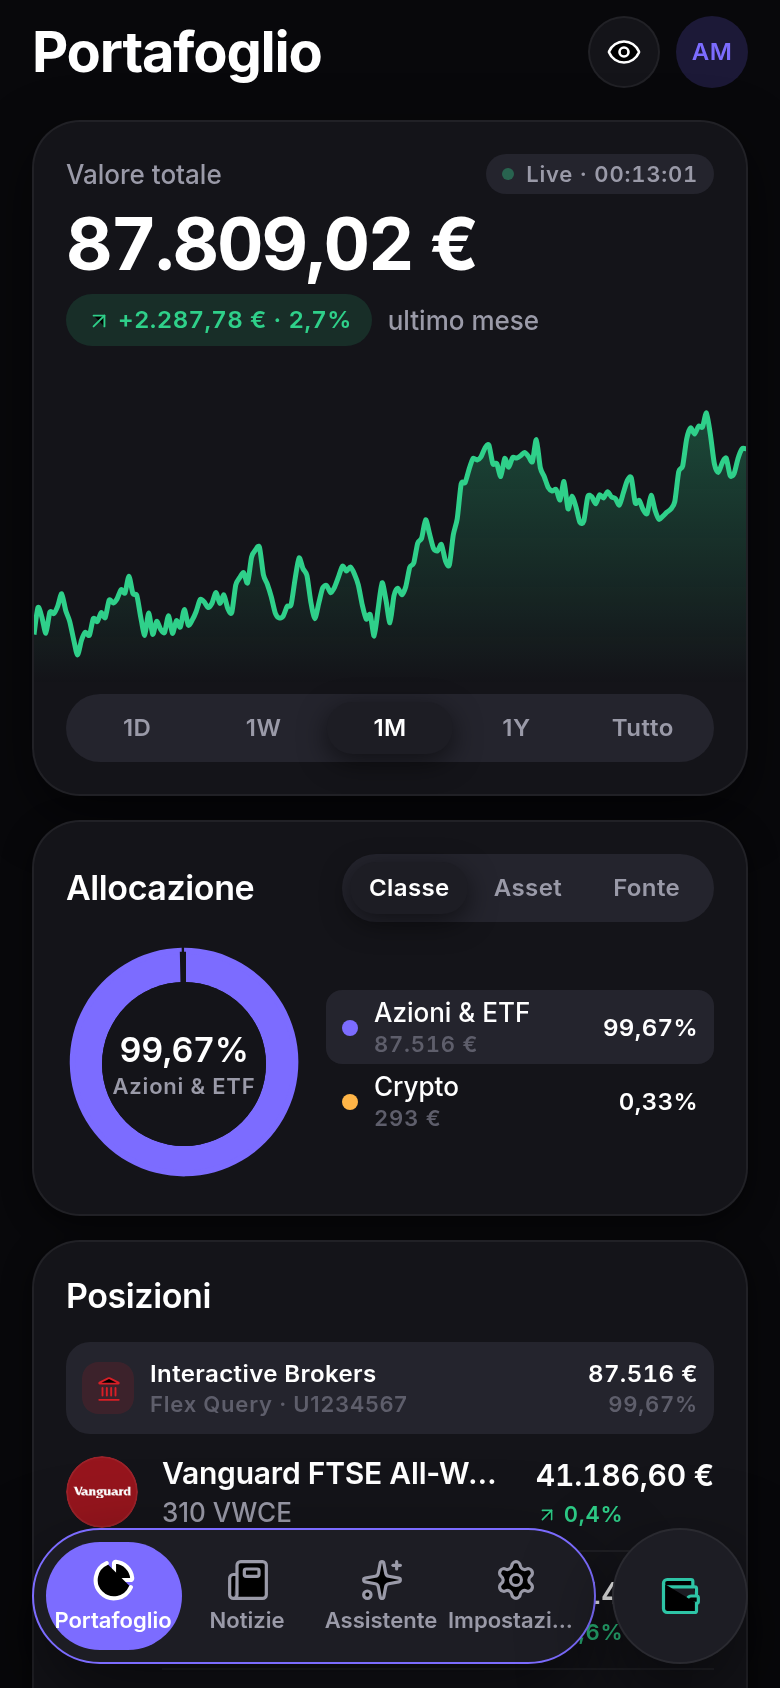 Portafoglio
AM
Valore totale
Live · 00:13:01
87.809,02 €
+2.287,78 € · 2,7%
ultimo mese
1D 1W 1M 1Y Tutto
Allocazione
Classe Asset Fonte
99,67%
Azioni & ETF
Azioni & ETF
87.516 €
99,67%
Crypto
293 €
0,33%
Posizioni
Interactive Brokers
87.516 €
Flex Query · U1234567
99,67%
Vanguard
Vanguard FTSE All-W...
41.186,60 €
310 VWCE
0,4%
Portafoglio Notizie Assistente Impostazi...